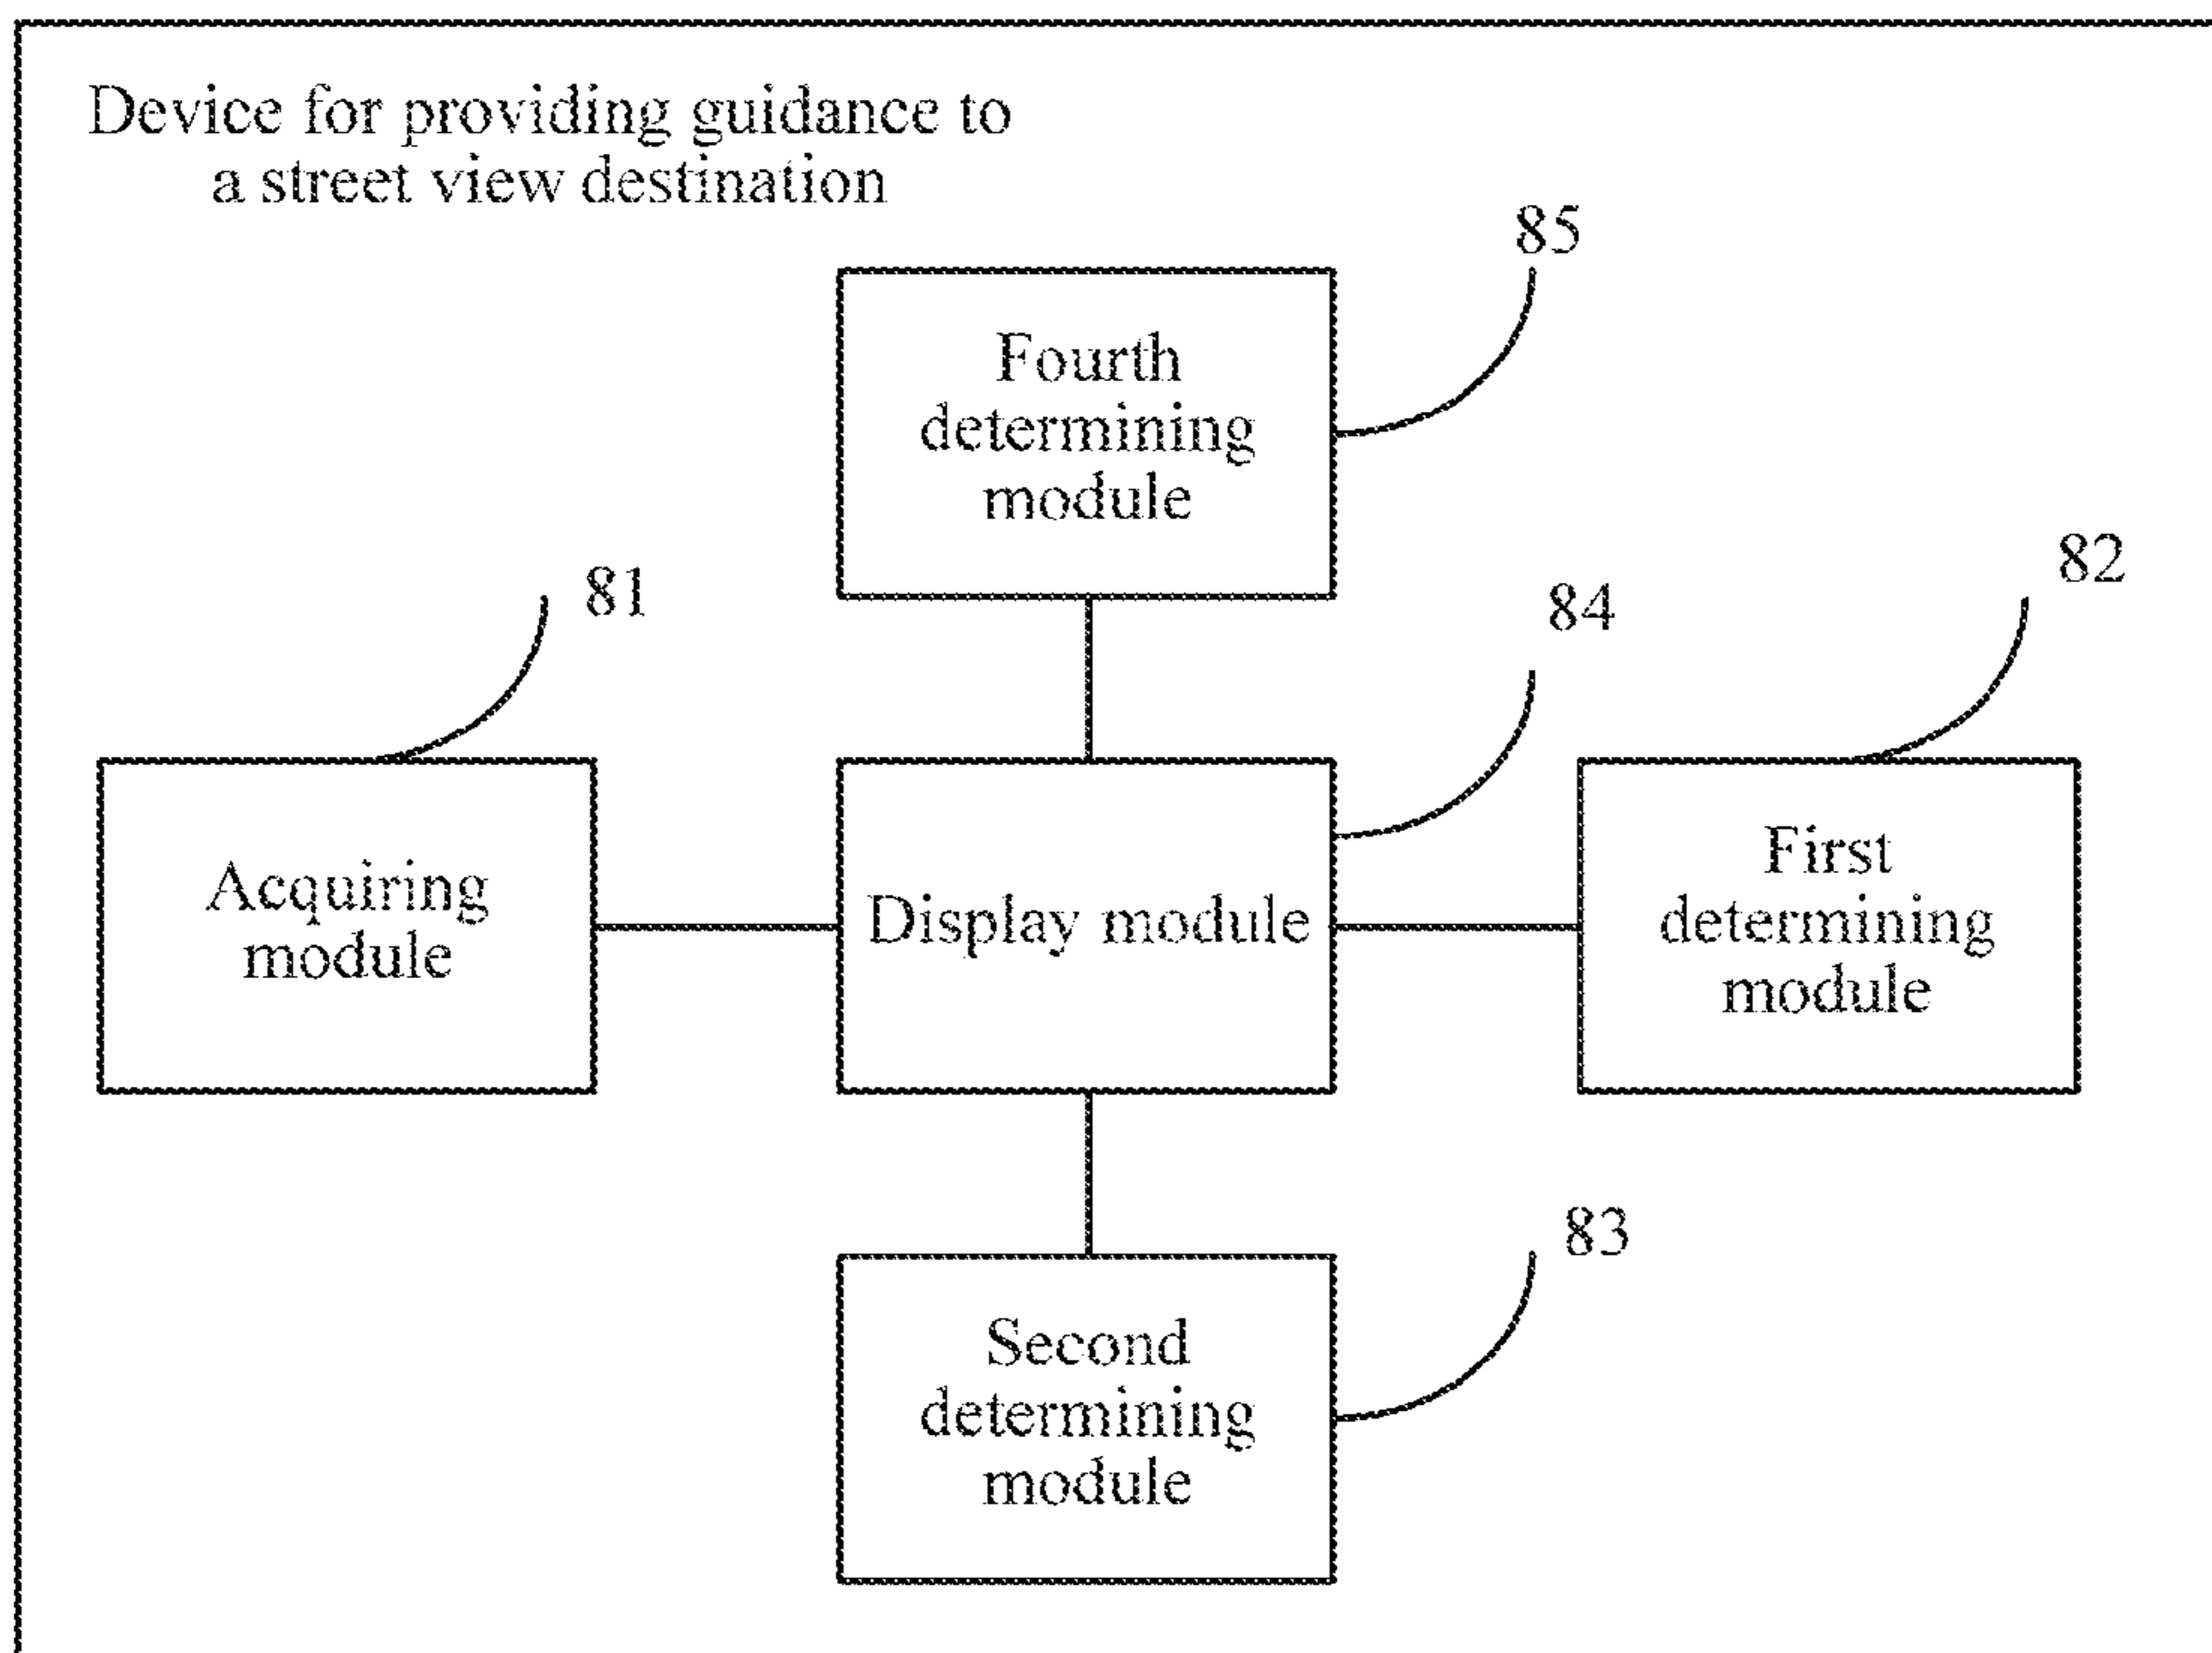 Device for providing guidance to
a street view destination
85
Fourth
determining
module
81
84
82
Acquiring
module
Display module
First
determining
module
83
Second
determining
module